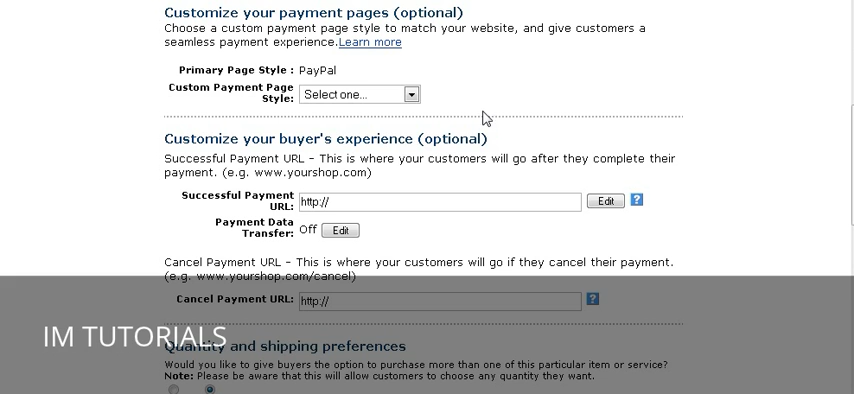 Customize your payment pages (optional)
Choose a custom payment page style to match your website, and give customers a
seamless payment experience.Learn more
Primary Page Style : PayPal
Custom Payment Page
Style: Select one...
Customize your buyer's experience (optional)
Successful Payment URL - This is where your customers will go after they complete their
payment. (e.g. www.yourshop.com)
Successful Payment
URL: http:// Edit ?
Payment Data
Transfer: Off Edit
Cancel Payment URL - This is where your customers will go if they cancel their payment.
(e.g. www.yourshop.com/cancel)
Cancel Payment URL: http:// ?
IM TUTORIALS
Quantity and shipping preferences
Would you like to give buyers the option to purchase more than one of this particular item or service?
Note: Please be aware that this will allow customers to choose any quantity they want.